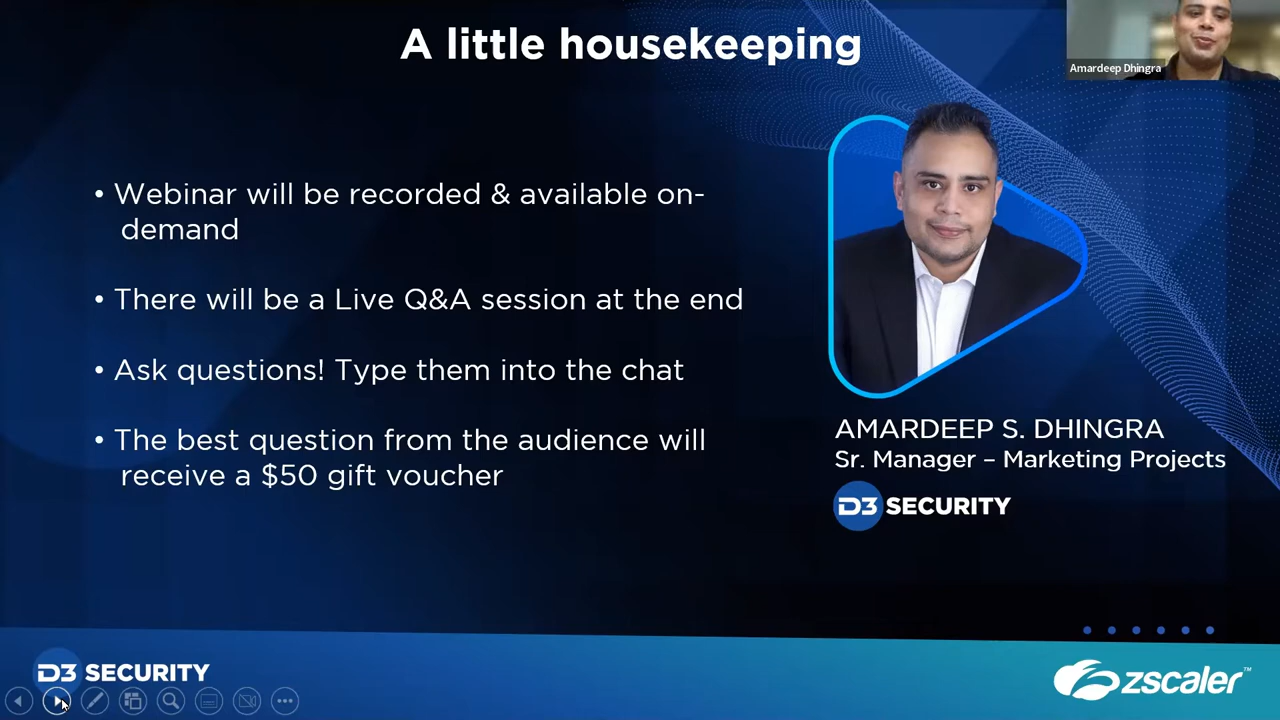 A little housekeeping
Amardeep Dhingra
• Webinar will be recorded & available on-
demand
• There will be a Live Q&A session at the end
• Ask questions! Type them into the chat
• The best question from the audience will
receive a $50 gift voucher
AMARDEEP S. DHINGRA
Sr. Manager – Marketing Projects
D3 SECURITY
D3 SECURITY
zscaler™